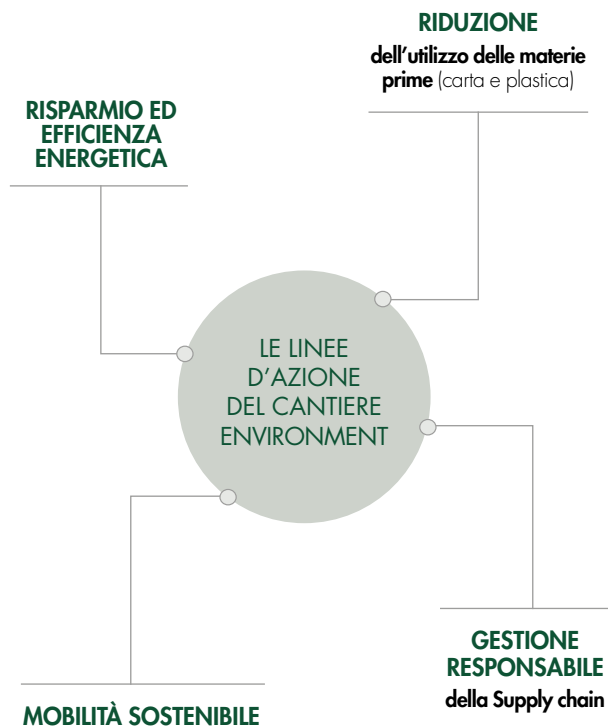 RIDUZIONE
dell’utilizzo delle materie
prime (carta e plastica)
RISPARMIO ED
EFFICIENZA
ENERGETICA
LE LINEE
D’AZIONE
DEL CANTIERE
ENVIRONMENT
GESTIONE
RESPONSABILE
della Supply chain
MOBILITÀ SOSTENIBILE